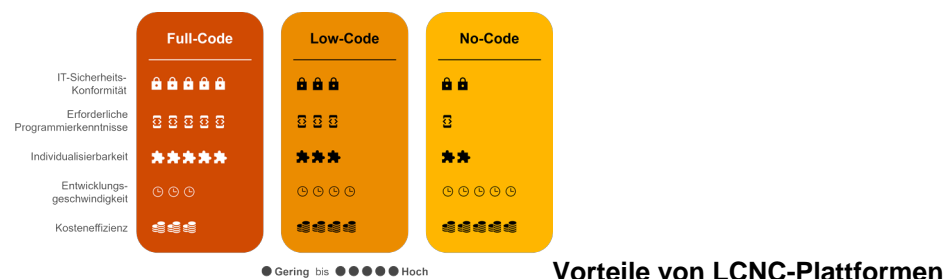 Full-Code
Low-Code
No-Code
IT-Sicherheits-
Konformität
Erforderliche
Programmierkenntnisse
Individualisierbarkeit
Entwicklungs-
geschwindigkeit
Kosteneffizienz
Gering bis Hoch
Vorteile von LCNC-Plattformen